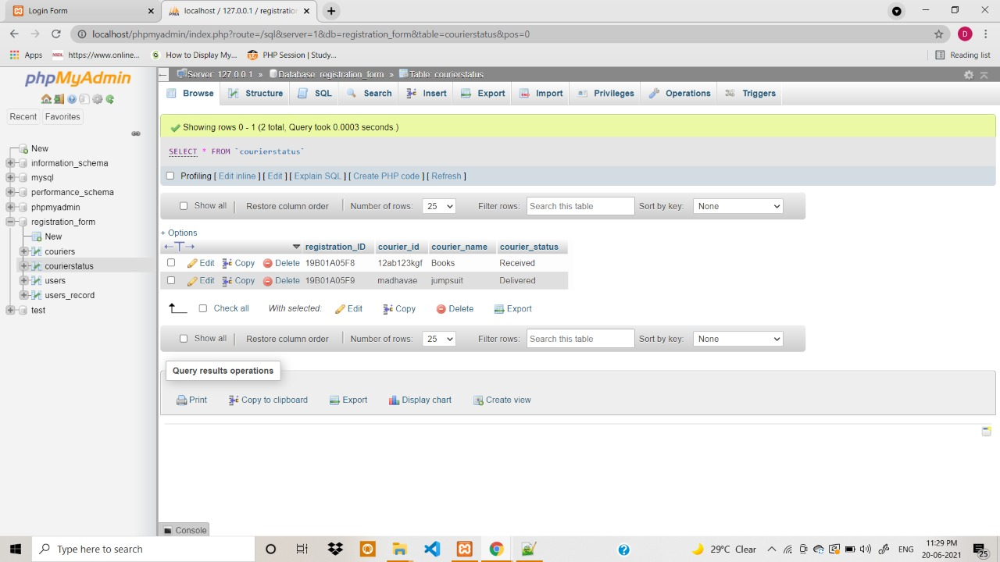 Login Form
localhost / 127.0.0.1 / registratio
localhost/phpmyadmin/index.php?route=/sql&server=1&db=registration_form&table=courierstatus&pos=0
D
Apps
NSDL
https://www.online...
How to Display My...
PHP Session | Study...
Reading list
phpMyAdmin
Recent
Favorites
New
information_schema
mysql
performance_schema
phpmyadmin
registration_form
New
couriers
courierstatus
users
users_record
test
Server: 127.0.0.1 » Database: registration_form » Table: courierstatus
Browse Structure SQL Search Insert Export Import Privileges Operations Triggers
Showing rows 0 - 1 (2 total, Query took 0.0003 seconds.)
SELECT * FROM `courierstatus`
Profiling [ Edit inline ] [ Edit ] [ Explain SQL ] [ Create PHP code ] [ Refresh ]
Show all Restore column order Number of rows: 25 Filter rows: Search this table Sort by key: None
+ Options
←T→ registration_ID courier_id courier_name courier_status
Edit Copy Delete 19B01A05F8 12ab123kgf Books Received
Edit Copy Delete 19B01A05F9 madhavae jumpsuit Delivered
Check all With selected: Edit Copy Delete Export
Show all Restore column order Number of rows: 25 Filter rows: Search this table Sort by key: None
Query results operations
Print Copy to clipboard Export Display chart Create view
Console
Type here to search
29°C Clear
ENG
11:29 PM
20-06-2021
25